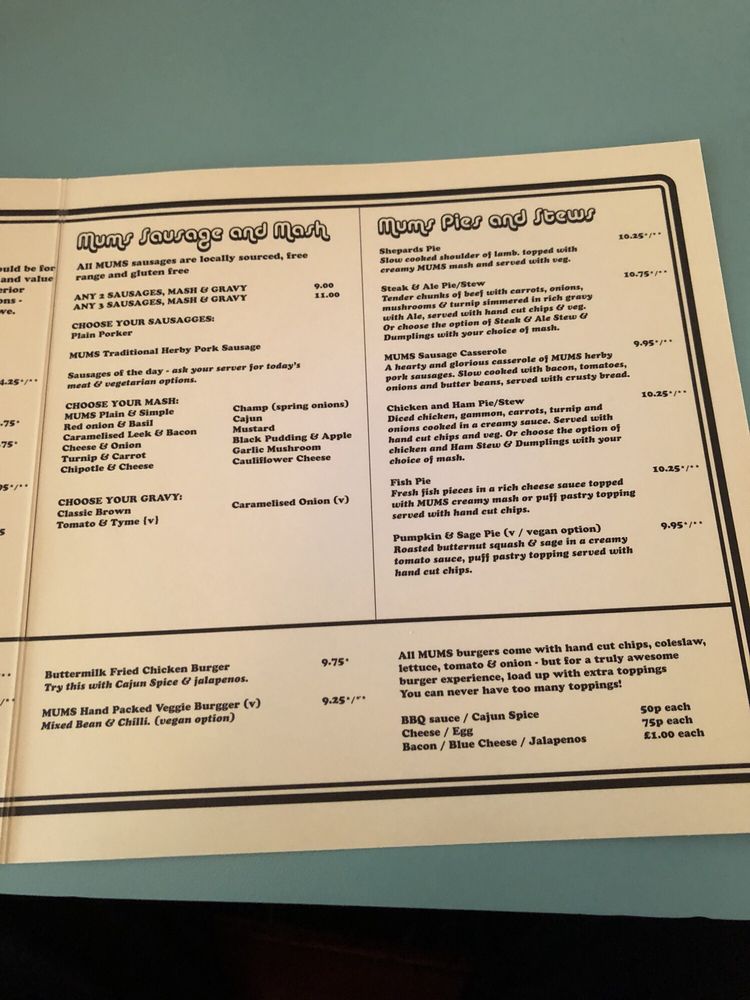 ould be for
and value
erior
ons -
ve.
4.25*/**
.75*
.75*
95*/**
5
Mums Sausage and Mash
All MUMS sausages are locally sourced, free
range and gluten free
ANY 2 SAUSAGES, MASH & GRAVY 9.00
ANY 3 SAUSAGES, MASH & GRAVY 11.00
CHOOSE YOUR SAUSAGGES:
Plain Porker
MUMS Traditional Herby Pork Sausage
Sausages of the day - ask your server for today's
meat & vegetarian options.
CHOOSE YOUR MASH:
MUMS Plain & Simple
Red onion & Basil
Caramelised Leek & Bacon
Cheese & Onion
Turnip & Carrot
Chipotle & Cheese
Champ (spring onions)
Cajun
Mustard
Black Pudding & Apple
Garlic Mushroom
Cauliflower Cheese
CHOOSE YOUR GRAVY:
Classic Brown
Tomato & Tyme {v}
Caramelised Onion (v)
Mums Pies and Stews
Shepards Pie 10.25*/**
Slow cooked shoulder of lamb. topped with
creamy MUMS mash and served with veg.
Steak & Ale Pie/Stew 10.75*/**
Tender chunks of beef with carrots, onions,
mushrooms & turnip simmered in rich gravy
with Ale, served with hand cut chips & veg.
Or choose the option of Steak & Ale Stew &
Dumplings with your choice of mash.
MUMS Sausage Casserole 9.95*/**
A hearty and glorious casserole of MUMS herby
pork sausages. Slow cooked with bacon, tomatoes,
onions and butter beans, served with crusty bread.
Chicken and Ham Pie/Stew 10.25*/**
Diced chicken, gammon, carrots, turnip and
onions cooked in a creamy sauce. Served with
hand cut chips and veg. Or choose the option of
chicken and Ham Stew & Dumplings with your
choice of mash.
Fish Pie 10.25*/**
Fresh fish pieces in a rich cheese sauce topped
with MUMS creamy mash or puff pastry topping
served with hand cut chips.
Pumpkin & Sage Pie (v / vegan option) 9.95*/**
Roasted butternut squash & sage in a creamy
tomato sauce, puff pastry topping served with
hand cut chips.
Buttermilk Fried Chicken Burger 9.75*
Try this with Cajun Spice & jalapenos.
MUMS Hand Packed Veggie Burgger (v) 9.25*/**
Mixed Bean & Chilli. (vegan option)
All MUMS burgers come with hand cut chips, coleslaw,
lettuce, tomato & onion - but for a truly awesome
burger experience, load up with extra toppings
You can never have too many toppings!
BBQ sauce / Cajun Spice 50p each
Cheese / Egg 75p each
Bacon / Blue Cheese / Jalapenos £1.00 each